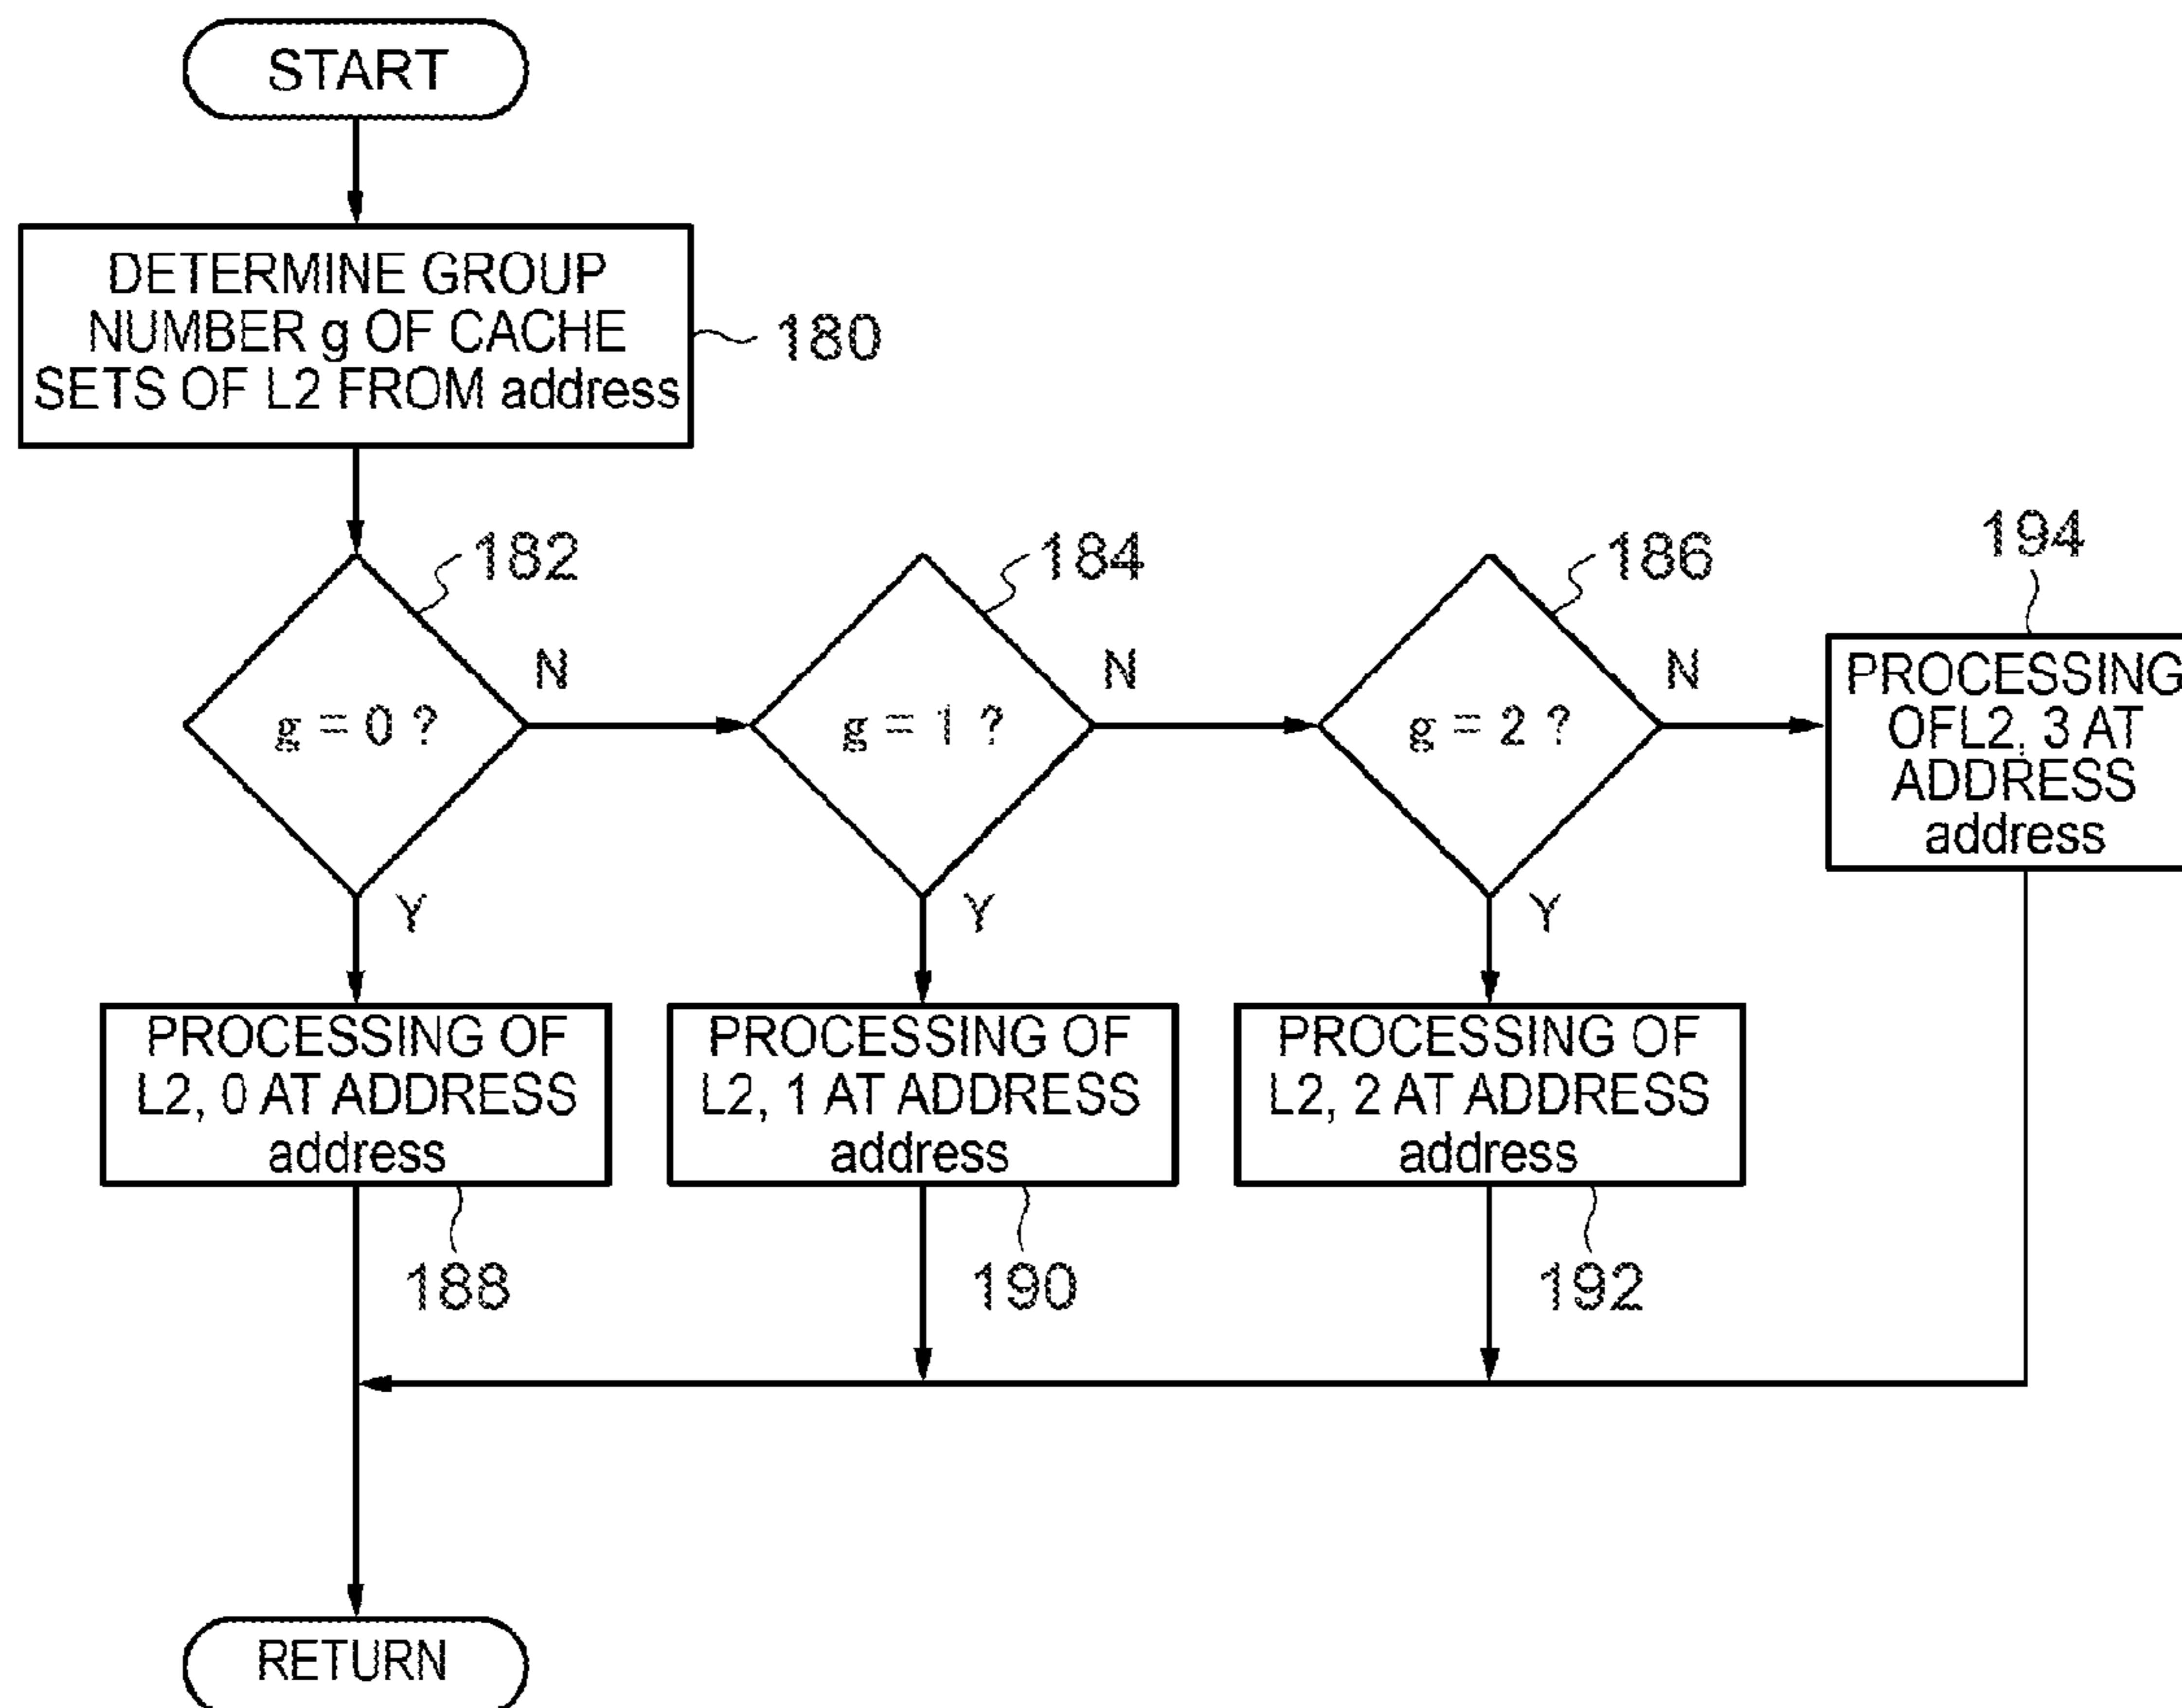 START
DETERMINE GROUP
NUMBER g OF CACHE
SETS OF L2 FROM address
180
182
184
186
194
g = 0 ?
N
g = 1 ?
N
g = 2 ?
N
PROCESSING
OFL2, 3 AT
ADDRESS
address
Y
Y
Y
PROCESSING OF
L2, 0 AT ADDRESS
address
PROCESSING OF
L2, 1 AT ADDRESS
address
PROCESSING OF
L2, 2 AT ADDRESS
address
188
190
192
RETURN